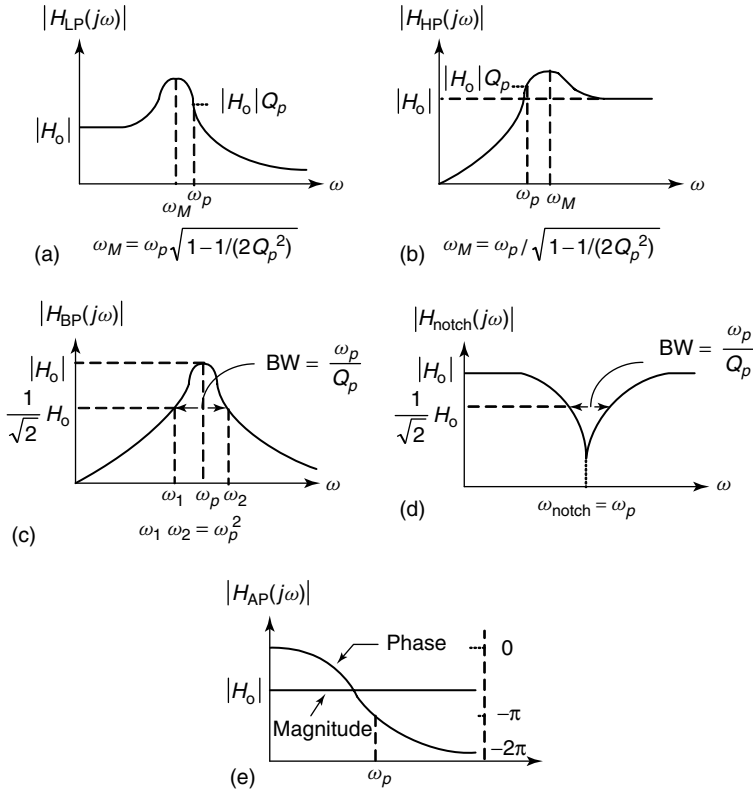 |H_LP(jω)|
|H_o|Q_p
|H_o|
ω_M ω_p ω
(a) ω_M = ω_p √(1−1/(2Q_p²))
|H_HP(jω)|
|H_o|Q_p
|H_o|
ω_p ω_M ω
(b) ω_M = ω_p/√(1−1/(2Q_p²))
|H_BP(jω)|
|H_o| BW = ω_p/Q_p
1/√2 H_o
ω_1 ω_p ω_2 ω
ω_1 ω_2 = ω_p²
(c)
|H_notch(jω)|
|H_o| BW = ω_p/Q_p
1/√2 H_o
ω
ω_notch = ω_p
(d)
|H_AP(jω)|
Phase 0
|H_o|
Magnitude −π
−2π
ω_p ω
(e)